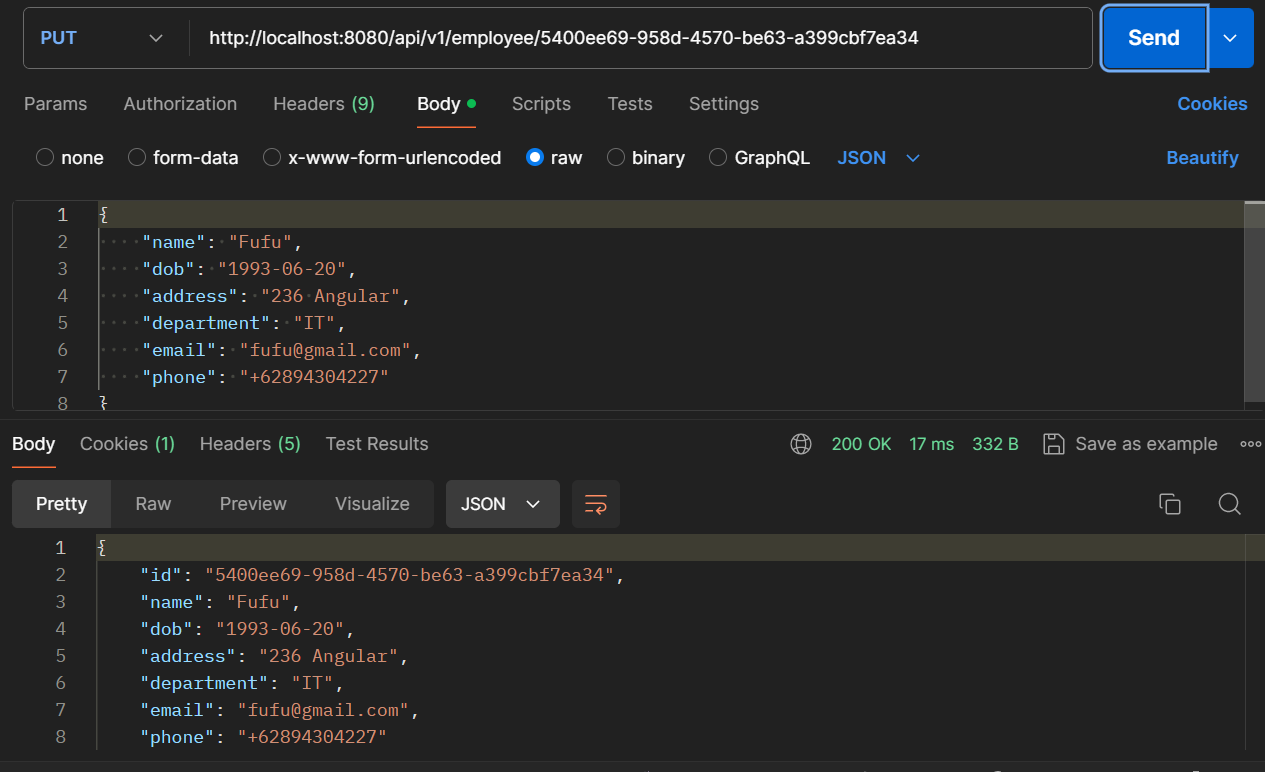 PUT http://localhost:8080/api/v1/employee/5400ee69-958d-4570-be63-a399cbf7ea34 Send
Params Authorization Headers (9) Body Scripts Tests Settings Cookies
none form-data x-www-form-urlencoded raw binary GraphQL JSON Beautify
1 {
2 "name": "Fufu",
3 "dob": "1993-06-20",
4 "address": "236 Angular",
5 "department": "IT",
6 "email": "fufu@gmail.com",
7 "phone": "+62894304227"
8 }
Body Cookies (1) Headers (5) Test Results 200 OK 17 ms 332 B Save as example
Pretty Raw Preview Visualize JSON
1 {
2 "id": "5400ee69-958d-4570-be63-a399cbf7ea34",
3 "name": "Fufu",
4 "dob": "1993-06-20",
5 "address": "236 Angular",
6 "department": "IT",
7 "email": "fufu@gmail.com",
8 "phone": "+62894304227"